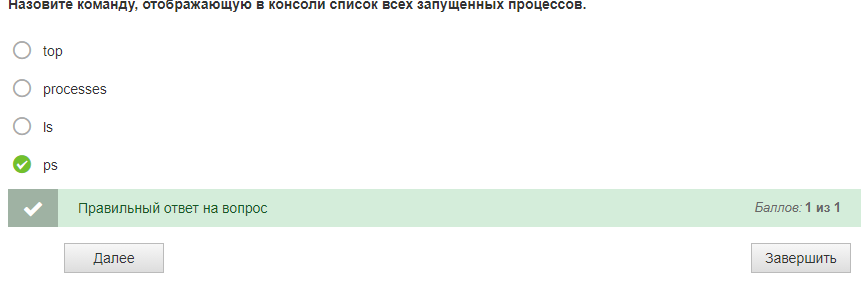 Назовите команду, отображающую в консоли список всех запущенных процессов.
top
processes
ls
ps
Правильный ответ на вопрос
Баллов: 1 из 1
Далее
Завершить